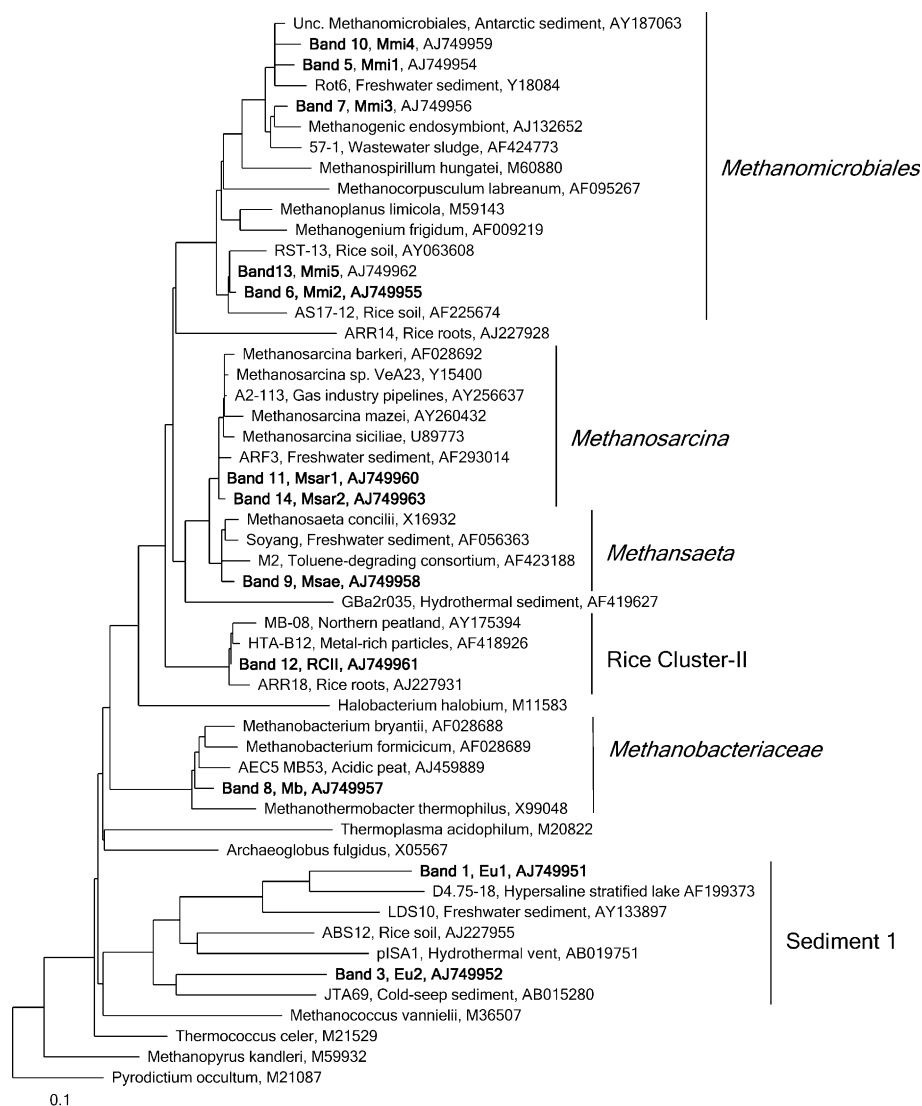 Unc. Methanomicrobiales, Antarctic sediment, AY187063
Band 10, Mmi4, AJ749959
Band 5, Mmi1, AJ749954
Rot6, Freshwater sediment, Y18084
Band 7, Mmi3, AJ749956
Methanogenic endosymbiont, AJ132652
57-1, Wastewater sludge, AF424773
Methanospirillum hungatei, M60880
Methanomicrobiales
Methanocorpusculum labreanum, AF095267
Methanoplanus limicola, M59143
Methanogenium frigidum, AF009219
RST-13, Rice soil, AY063608
Band13, Mmi5, AJ749962
Band 6, Mmi2, AJ749955
AS17-12, Rice soil, AF225674
ARR14, Rice roots, AJ227928
Methanosarcina barkeri, AF028692
Methanosarcina sp. VeA23, Y15400
A2-113, Gas industry pipelines, AY256637
Methanosarcina mazei, AY260432
Methanosarcina siciliae, U89773
Methanosarcina
ARF3, Freshwater sediment, AF293014
Band 11, Msar1, AJ749960
Band 14, Msar2, AJ749963
Methanosaeta concilii, X16932
Soyang, Freshwater sediment, AF056363
Methansaeta
M2, Toluene-degrading consortium, AF423188
Band 9, Msae, AJ749958
GBa2r035, Hydrothermal sediment, AF419627
MB-08, Northern peatland, AY175394
HTA-B12, Metal-rich particles, AF418926
Rice Cluster-II
Band 12, RCII, AJ749961
ARR18, Rice roots, AJ227931
Halobacterium halobium, M11583
Methanobacterium bryantii, AF028688
Methanobacterium formicicum, AF028689
Methanobacteriaceae
AEC5 MB53, Acidic peat, AJ459889
Band 8, Mb, AJ749957
Methanothermobacter thermophilus, X99048
Thermoplasma acidophilum, M20822
Archaeoglobus fulgidus, X05567
Band 1, Eu1, AJ749951
D4.75-18, Hypersaline stratified lake AF199373
LDS10, Freshwater sediment, AY133897
ABS12, Rice soil, AJ227955
Sediment 1
pISA1, Hydrothermal vent, AB019751
Band 3, Eu2, AJ749952
JTA69, Cold-seep sediment, AB015280
Methanococcus vannielii, M36507
Thermococcus celer, M21529
Methanopyrus kandleri, M59932
Pyrodictium occultum, M21087
0.1